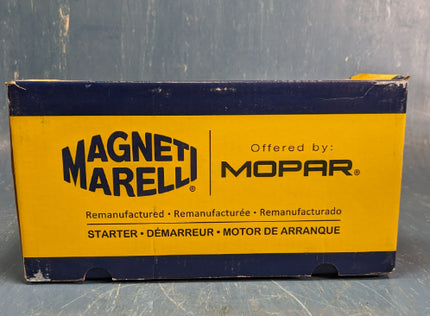 MAGNETI
MARELLI®
Offered by:
MOPAR®
Remanufactured • Remanufacturée • Remanufacturado
STARTER • DÉMARREUR • MOTOR DE ARRANQUE